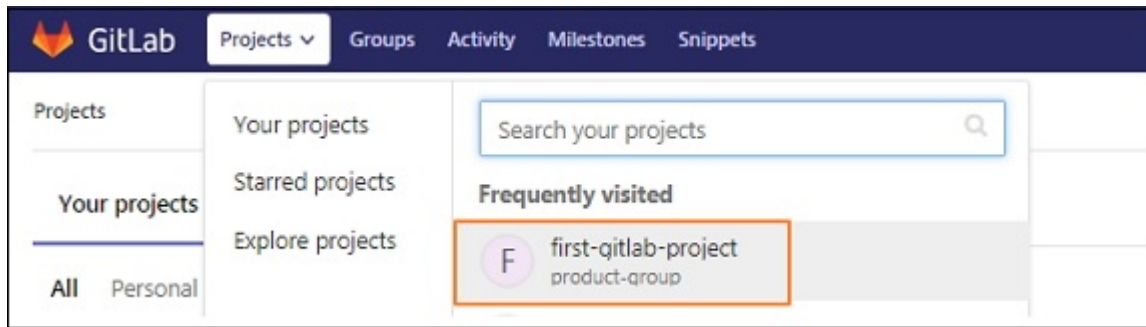 GitLab Projects Groups Activity Milestones Snippets
Projects
Your projects
All Personal
Your projects
Starred projects
Explore projects
Search your projects
Frequently visited
F
first-gitlab-project
product-group